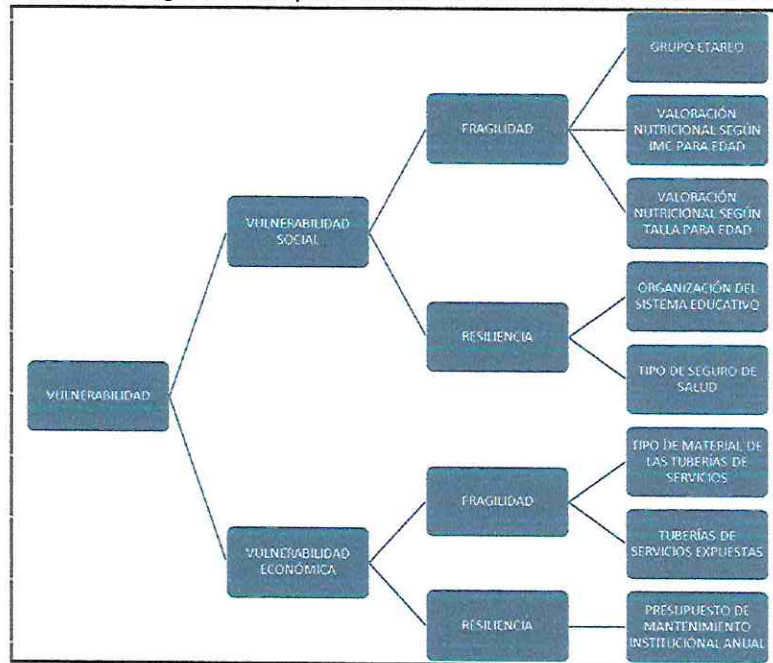 GRUPO ETAREO
FRAGILIDAD
VALORACIÓN
NUTRICIONAL SEGÚN
IMC PARA EDAD
VULNERABILIDAD
SOCIAL
VALORACIÓN
NUTRICIONAL SEGÚN
TALLA PARA EDAD
ORGANIZACIÓN DEL
SISTEMA EDUCATIVO
RESILIENCIA
TIPO DE SEGURO DE
SALUD
VULNERABILIDAD
TIPO DE MATERIAL DE
LAS TUBERÍAS DE
SERVICIOS
FRAGILIDAD
TUBERÍAS DE
SERVICIOS EXPUESTAS
VULNERABILIDAD
ECONÓMICA
RESILIENCIA
PRESUPUESTO DE
MANTENIMIENTO
INSTITUCIONAL ANUAL